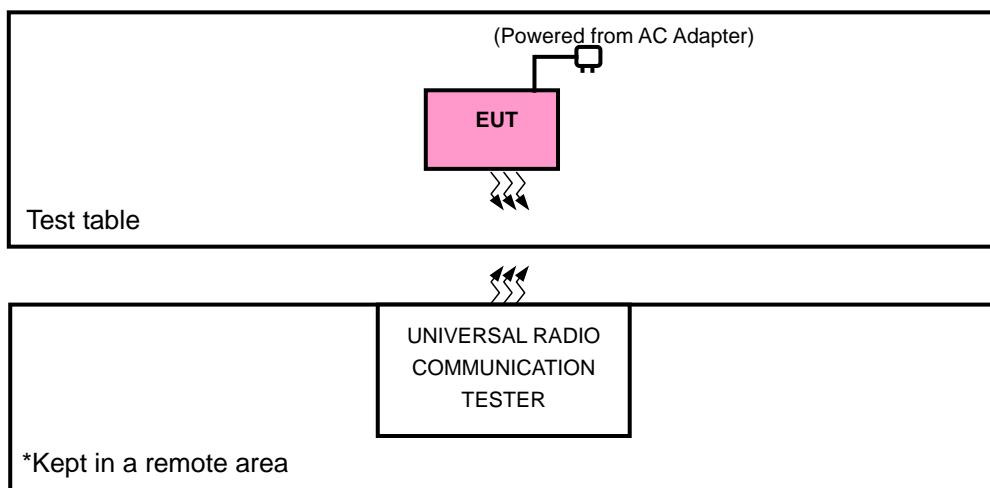 (Powered from AC Adapter)
EUT
Test table
UNIVERSAL RADIO
COMMUNICATION
TESTER
*Kept in a remote area